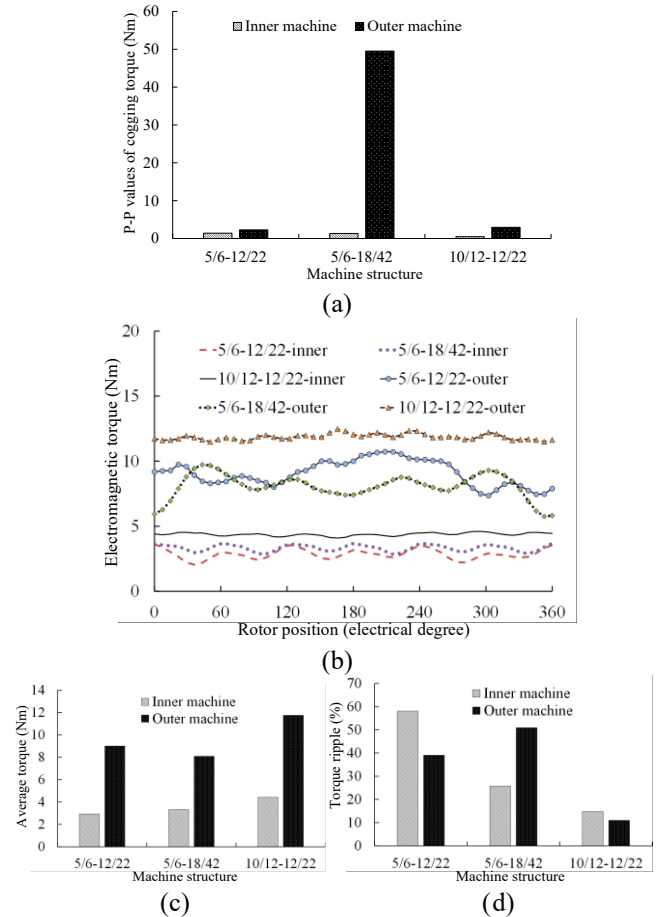 P-P values of cogging torque (Nm)
60
50
40
30
20
10
0
Inner machine Outer machine
5/6-12/22 5/6-18/42 10/12-12/22
Machine structure
(a)
Electromagnetic torque (Nm)
20
15
10
5
0
5/6-12/22-inner 5/6-18/42-inner
10/12-12/22-inner 5/6-12/22-outer
5/6-18/42-outer 10/12-12/22-outer
0 60 120 180 240 300 360
Rotor position (electrical degree)
(b)
Average torque (Nm)
14
12
10
8
6
4
2
0
Inner machine
Outer machine
5/6-12/22 5/6-18/42 10/12-12/22
Machine structure
(c)
Torque ripple (%)
70
60
50
40
30
20
10
0
Inner machine
Outer machine
5/6-12/22 5/6-18/42 10/12-12/22
Machine structure
(d)